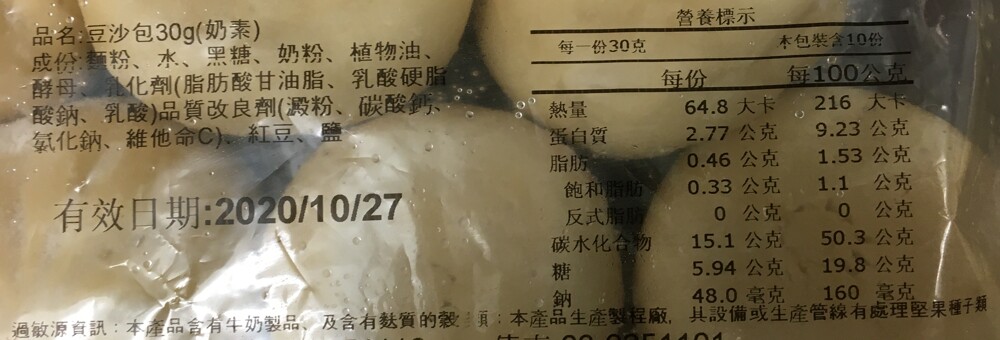 品名:豆沙包30g(奶素)
成份:麵粉、水、黑糖、奶粉、植物油、
酵母、乳化劑(脂肪酸甘油脂、乳酸硬脂
酸鈉、乳酸)品質改良劑(澱粉、碳酸鈣、
氯化鈉、維他命C)、紅豆、鹽
有效日期:2020/10/27
營養標示
每一份30克 本包裝含10份
每份 每100公克
熱量 64.8 大卡 216 大卡
蛋白質 2.77 公克 9.23 公克
脂肪 0.46 公克 1.53 公克
飽和脂肪 0.33 公克 1.1 公克
反式脂肪 0 公克 0 公克
碳水化合物 15.1 公克 50.3 公克
糖 5.94 公克 19.8 公克
鈉 48.0 毫克 160 毫克
過敏源資訊：本產品含有牛奶製品、及含有麩質的穀類：本產品生產製程廠, 其設備或生產管線有處理堅果種子類